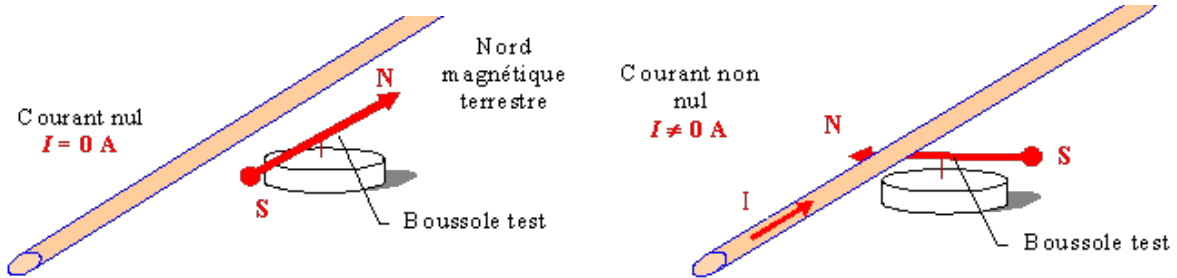 Nord
magnétique
terrestre
N
Courant nul
I = 0 A
S
Boussole test
Courant non
nul
I ≠ 0 A
N
S
I
Boussole test